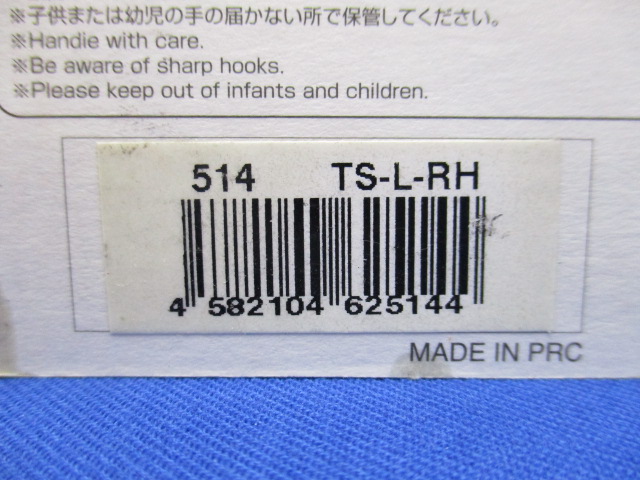 ※子供または幼児の手の届かない所で保管してください。
※Handie with care.
※Be aware of sharp hooks.
※Please keep out of infants and children.
514 TS-L-RH
4 582104 625144
MADE IN PRC